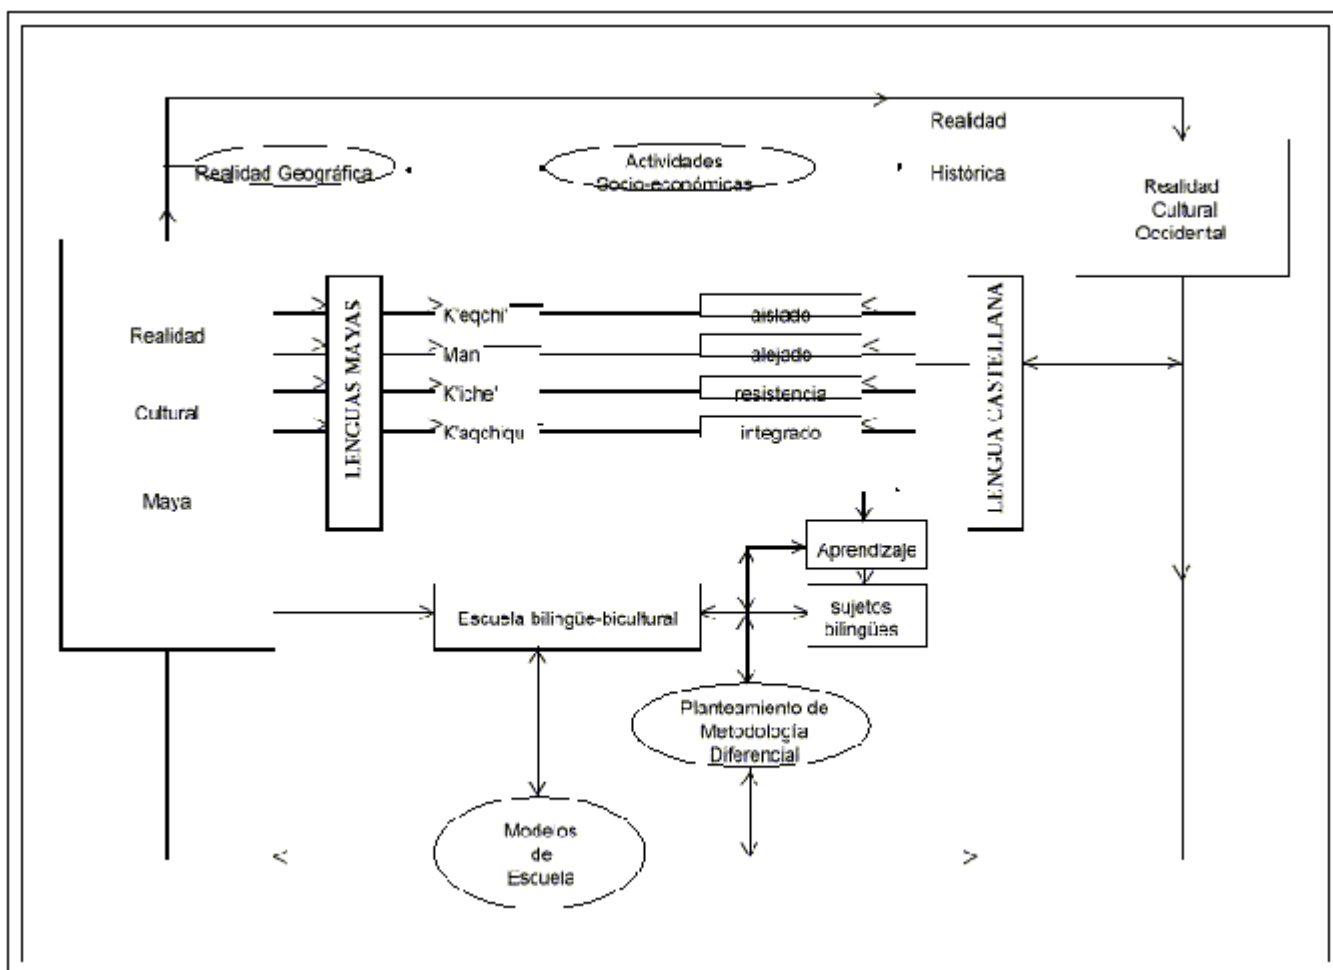 Realidad
Histórica
Realidad Geográfica
Actividades
Socio-económicas
Realidad
Cultural
Occidental
Realidad
Cultural
Maya
LENGUAS MAYAS
K'eqchi'
Man
K'iche'
K'aqchiqu
aislado
alejado
resistencia
integrado
LENGUA CASTELLANA
Aprendizaje
sujetos
bilingües
Escuela bilingüe-bicultural
Planteamiento de
Metodología
Diferencial
Modelos
de
Escuela